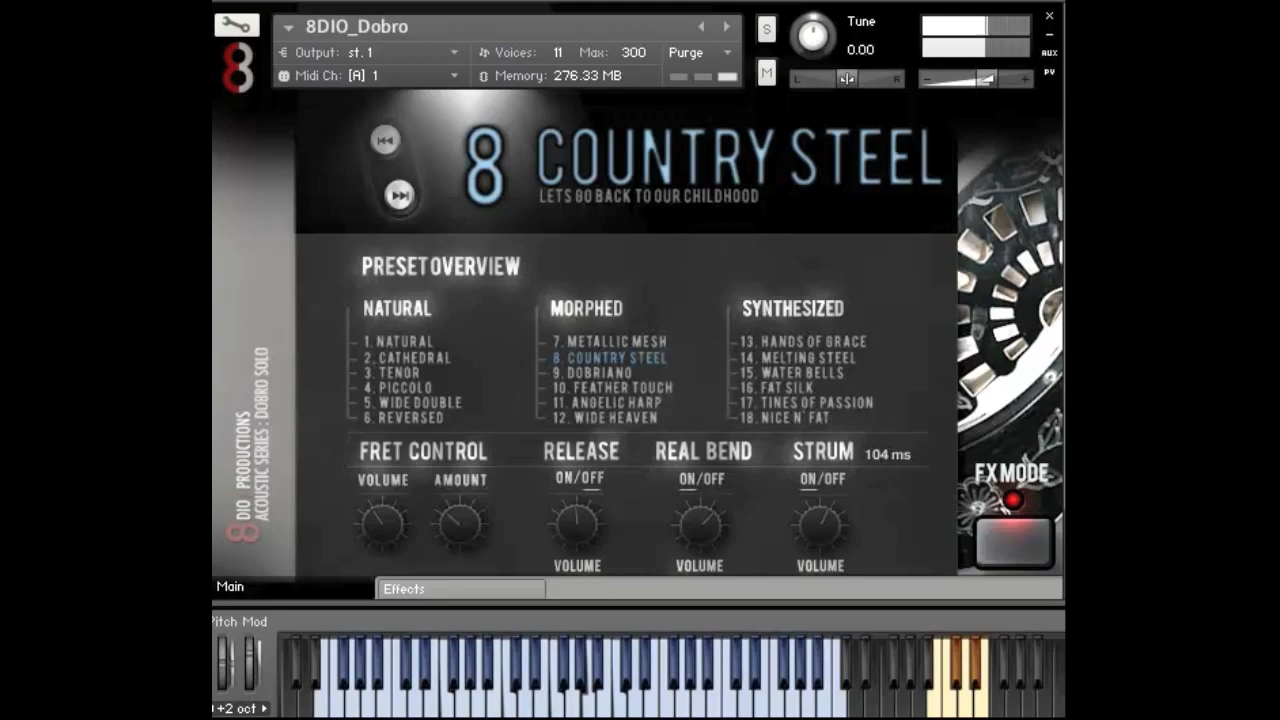 8DIO_Dobro
Output: st.1 Voices: 11 Max: 300 Purge
Midi Ch: [A] 1 Memory: 276.33 MB
S
M
Tune
0.00
L R
- +
×
-
AUX
PV
8 COUNTRY STEEL
LETS GO BACK TO OUR CHILDHOOD
PRESET OVERVIEW
NATURAL
1. NATURAL
2. CATHEDRAL
3. TENOR
4. PICCOLO
5. WIDE DOUBLE
6. REVERSED
MORPHED
7. METALLIC MESH
8. COUNTRY STEEL
9. DOBRIANO
10. FEATHER TOUCH
11. ANGELIC HARP
12. WIDE HEAVEN
SYNTHESIZED
13. HANDS OF GRACE
14. MELTING STEEL
15. WATER BELLS
16. FAT SILK
17. TINES OF PASSION
18. NICE N' FAT
FRET CONTROL
VOLUME AMOUNT
RELEASE
ON/OFF
VOLUME
REAL BEND
ON/OFF
VOLUME
STRUM 104 ms
ON/OFF
VOLUME
FX MODE
8DIO PRODUCTIONS
ACOUSTIC SERIES : DOBRO SOLO
Main
Effects
Pitch Mod
+2 oct